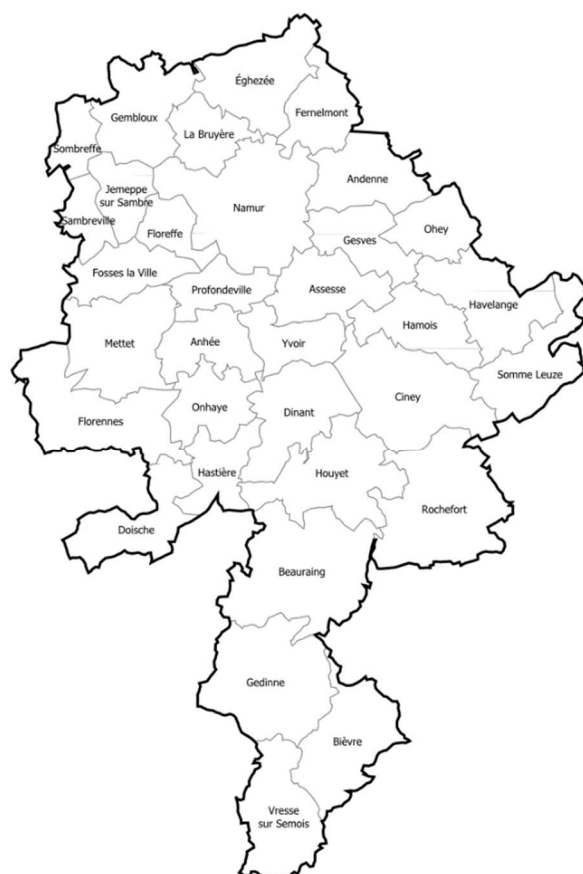 Éghezée
Gembloux
Fernelmont
La Bruyère
Sombreffe
Andenne
Jemeppe
sur Sambre
Namur
Sambreville
Floreffe
Gesves
Ohey
Fosses la Ville
Profondeville
Assesse
Havelange
Hamois
Mettet
Anhée
Yvoir
Somme Leuze
Ciney
Onhaye
Dinant
Florennes
Hastière
Houyet
Rochefort
Doische
Beauraing
Gedinne
Bièvre
Vresse
sur Semois